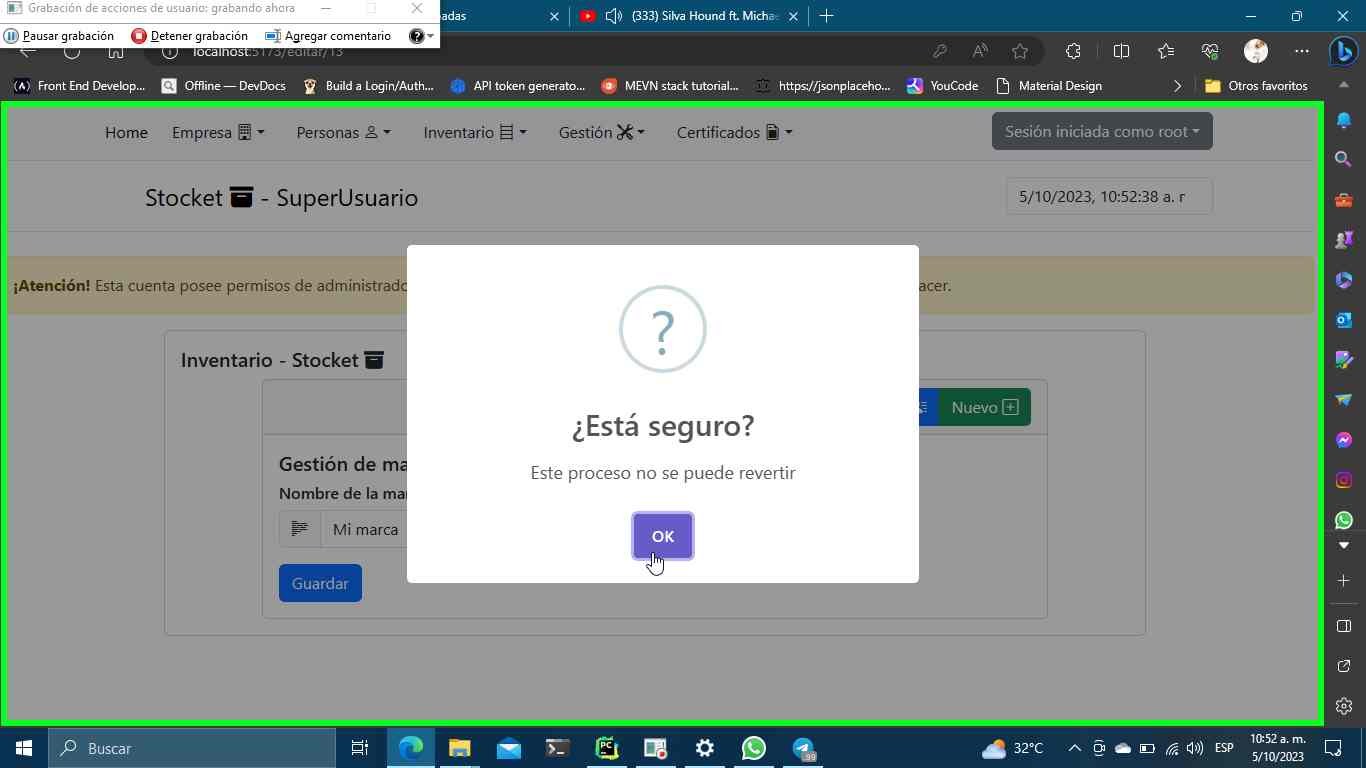 Grabación de acciones de usuario: grabando ahora
adas
(333) Silva Hound ft. Michae
Pausar grabación
Detener grabación
Agregar comentario
localhost:5173/editar/13
Front End Develop...
Offline — DevDocs
Build a Login/Auth...
API token generato...
MEVN stack tutorial...
https://jsonplaceho...
YouCode
Material Design
Otros favoritos
Home
Empresa
Personas
Inventario
Gestión
Certificados
Sesión iniciada como root
Stocket - SuperUsuario
5/10/2023, 10:52:38 a. r
¡Atención! Esta cuenta posee permisos de administrado
acer.
Inventario - Stocket
Nuevo
?
¿Está seguro?
Este proceso no se puede revertir
OK
Gestión de ma
Nombre de la mar
Mi marca
Guardar
Buscar
99
32°C
ESP
10:52 a. m.
5/10/2023